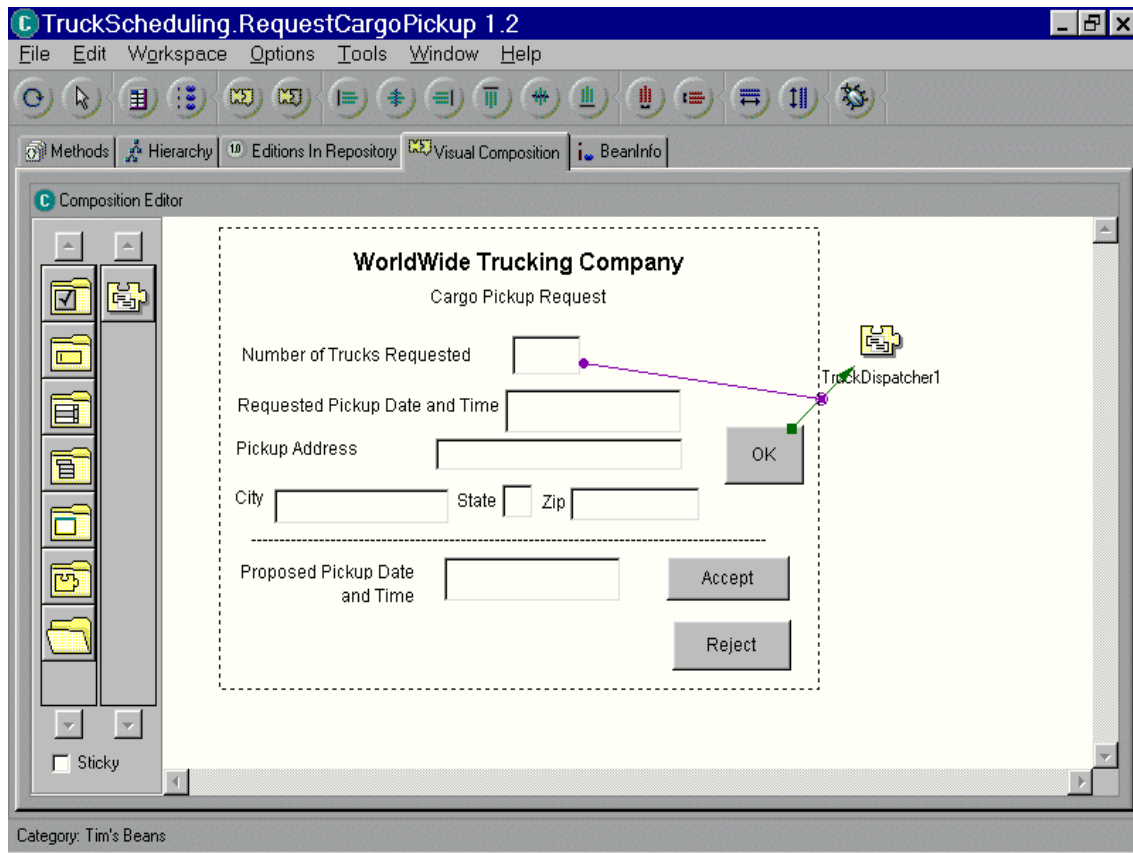 C TruckScheduling.RequestCargoPickup 1.2
File Edit Workspace Options Tools Window Help
Methods Hierarchy 1.0 Editions In Repository Visual Composition i BeanInfo
C Composition Editor
WorldWide Trucking Company
Cargo Pickup Request
Number of Trucks Requested
TruckDispatcher1
Requested Pickup Date and Time
Pickup Address
OK
City State Zip
Proposed Pickup Date
and Time
Accept
Reject
Sticky
Category: Tim's Beans